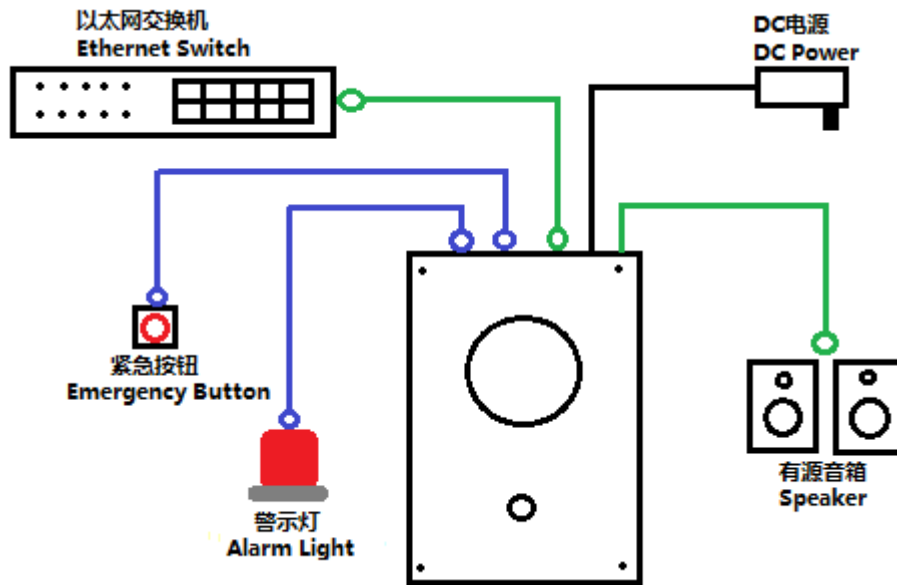 以太网交换机
Ethernet Switch
DC电源
DC Power
紧急按钮
Emergency Button
警示灯
Alarm Light
有源音箱
Speaker